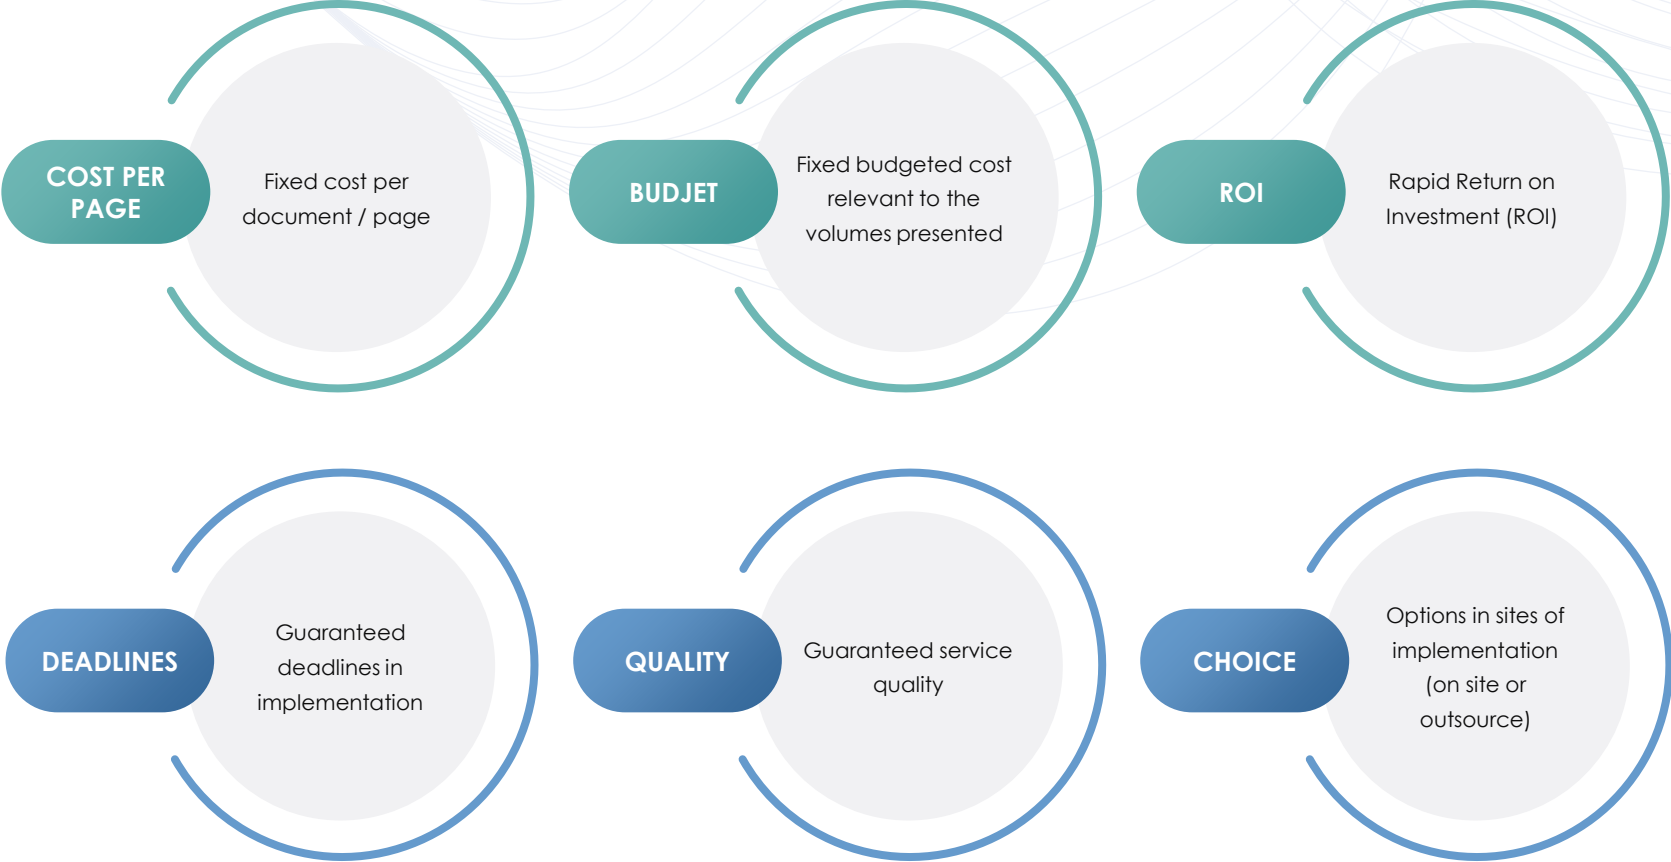 COST PER
PAGE
Fixed cost per
document / page
BUDJET
Fixed budgeted cost
relevant to the
volumes presented
ROI
Rapid Return on
Investment (ROI)
DEADLINES
Guaranteed
deadlines in
implementation
QUALITY
Guaranteed service
quality
CHOICE
Options in sites of
implementation
(on site or
outsource)